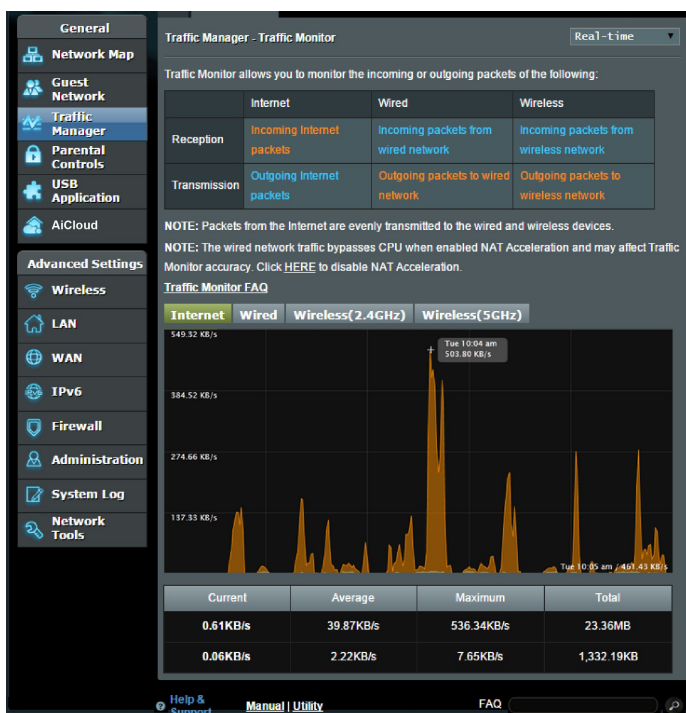 General
Network Map
Guest
Network
Traffic
Manager
Parental
Controls
USB
Application
AiCloud
Advanced Settings
Wireless
LAN
WAN
IPv6
Firewall
Administration
System Log
Network
Tools
Traffic Manager - Traffic Monitor
Real-time
Traffic Monitor allows you to monitor the incoming or outgoing packets of the following:
Internet Wired Wireless
Reception Incoming Internet packets Incoming packets from wired network Incoming packets from wireless network
Transmission Outgoing Internet packets Outgoing packets to wired network Outgoing packets to wireless network
NOTE: Packets from the Internet are evenly transmitted to the wired and wireless devices.
NOTE: The wired network traffic bypasses CPU when enabled NAT Acceleration and may affect Traffic
Monitor accuracy. Click HERE to disable NAT Acceleration.
Traffic Monitor FAQ
Internet Wired Wireless(2.4GHz) Wireless(5GHz)
549.32 KB/s
Tue 10:04 am
503.80 KB/s
384.52 KB/s
274.66 KB/s
137.33 KB/s
Tue 10:05 am / 461.43 KB/s
Current Average Maximum Total
0.61KB/s 39.87KB/s 536.34KB/s 23.36MB
0.06KB/s 2.22KB/s 7.65KB/s 1,332.19KB
Help &
Support
Manual | Utility
FAQ